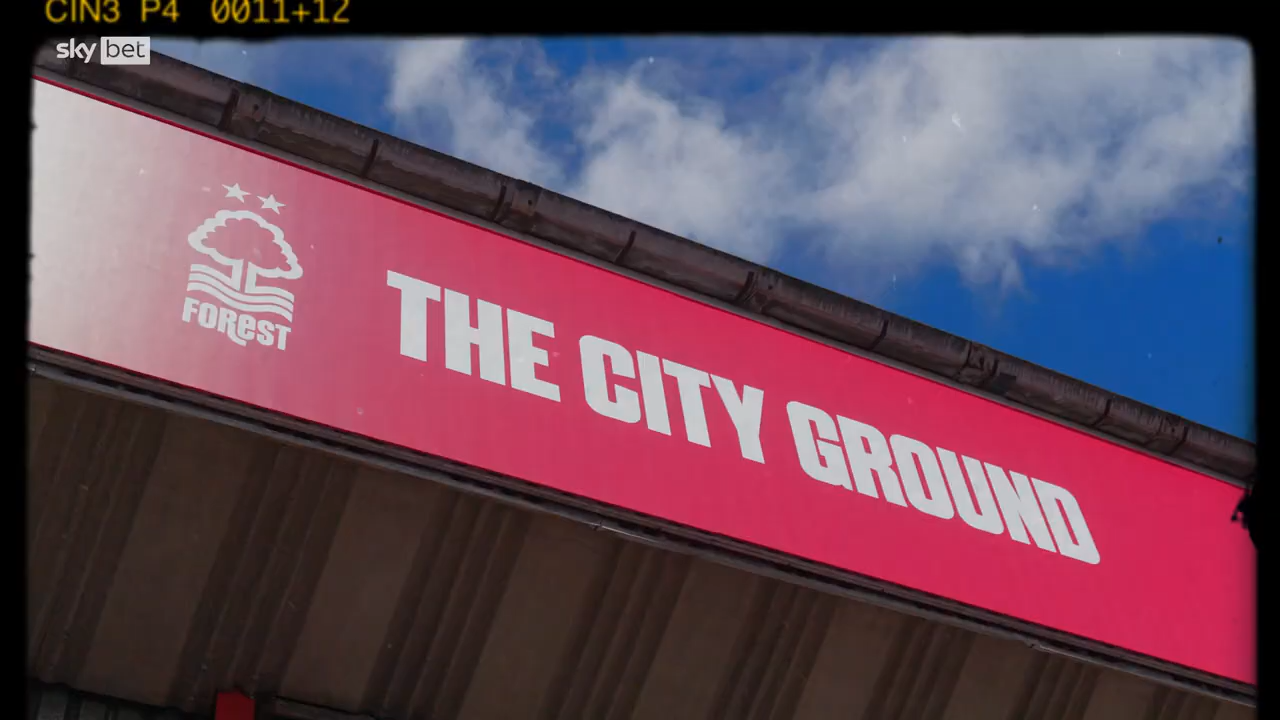 CIN3 P4 0011+12
sky bet
FOREST
THE CITY GROUND